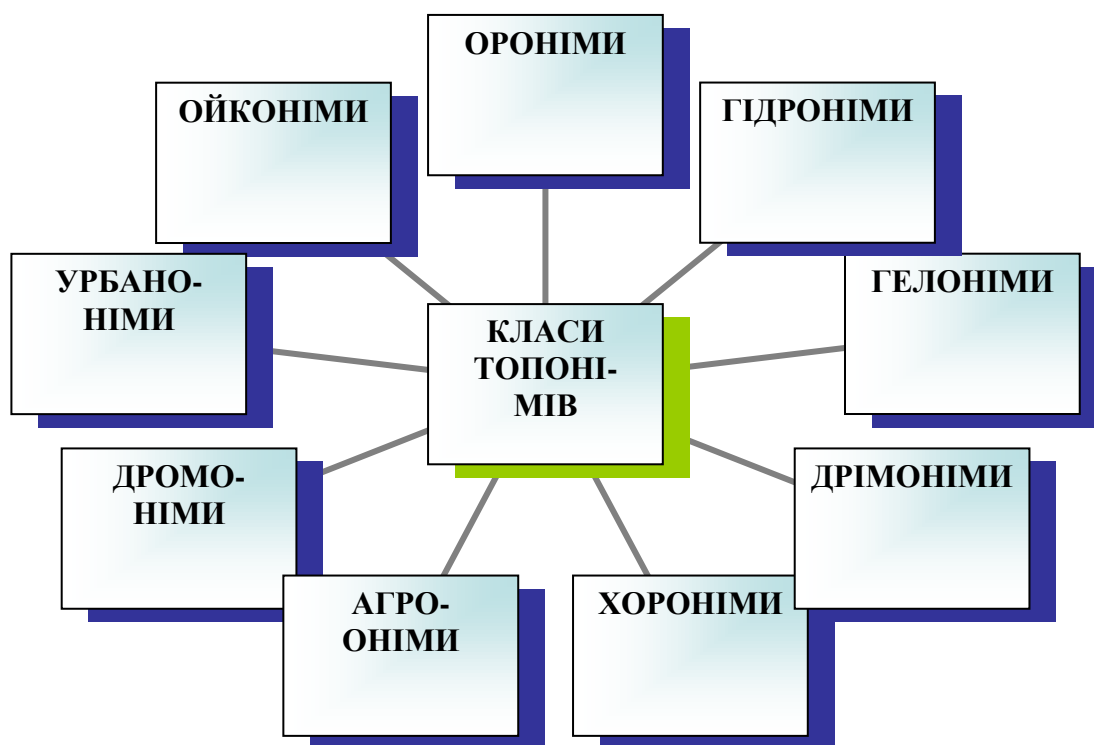 ОРОНІМИ
ОЙКОНІМИ
ГІДРОНІМИ
УРБАНО-
НІМИ
ГЕЛОНІМИ
КЛАСИ
ТОПОНІ-
МІВ
ДРОМО-
НІМИ
ДРІМОНІМИ
АГРО-
ОНІМИ
ХОРОНІМИ